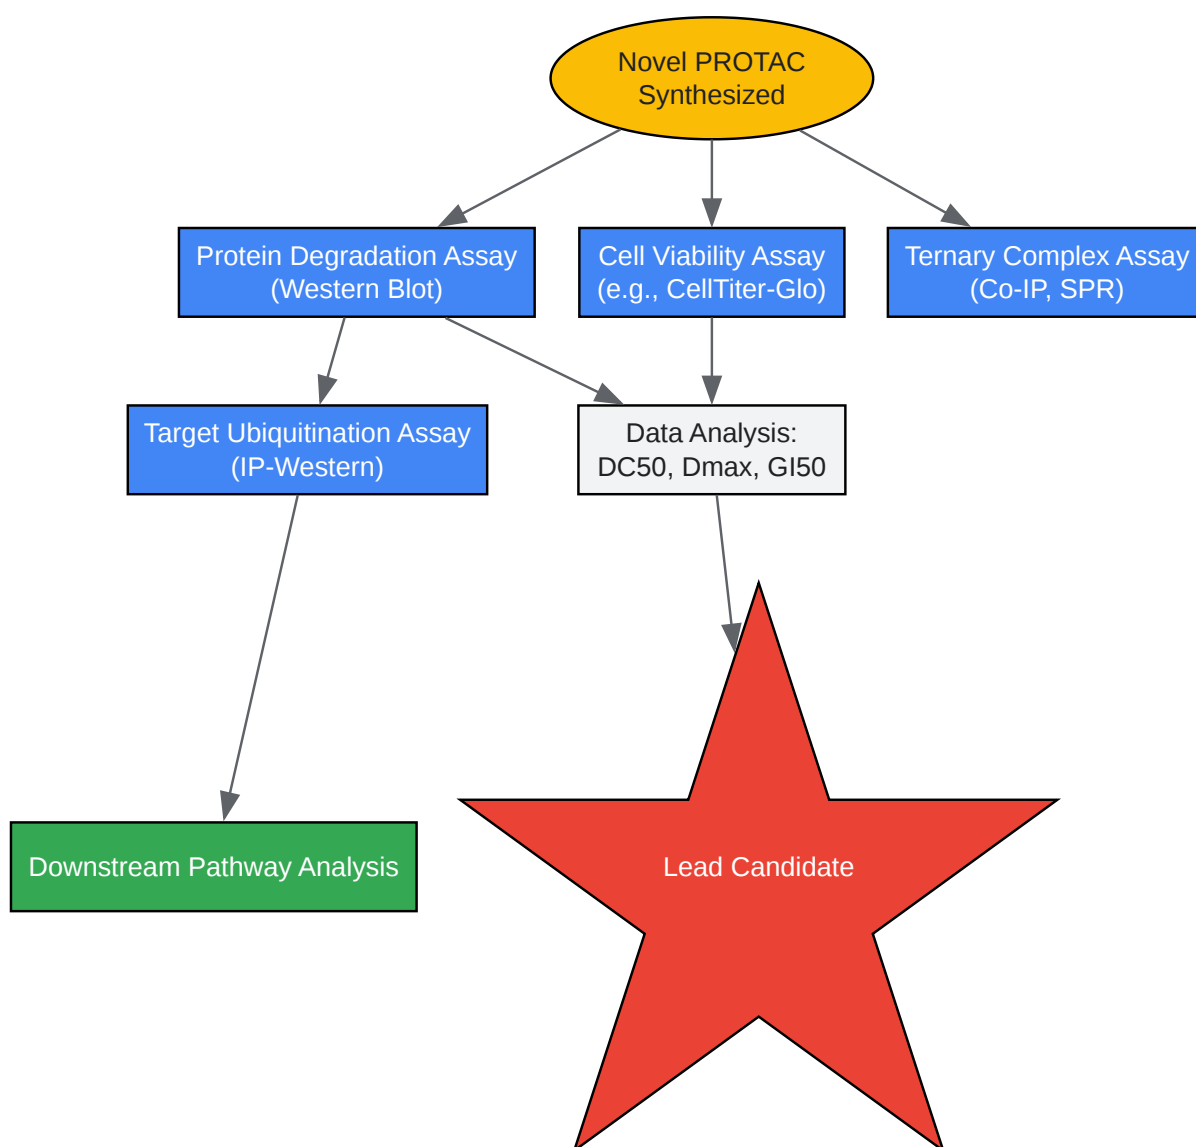 Novel PROTAC
Synthesized
Protein Degradation Assay
(Western Blot)
Cell Viability Assay
(e.g., CellTiter-Glo)
Ternary Complex Assay
(Co-IP, SPR)
Target Ubiquitination Assay
(IP-Western)
Data Analysis:
DC50, Dmax, GI50
Downstream Pathway Analysis
Lead Candidate